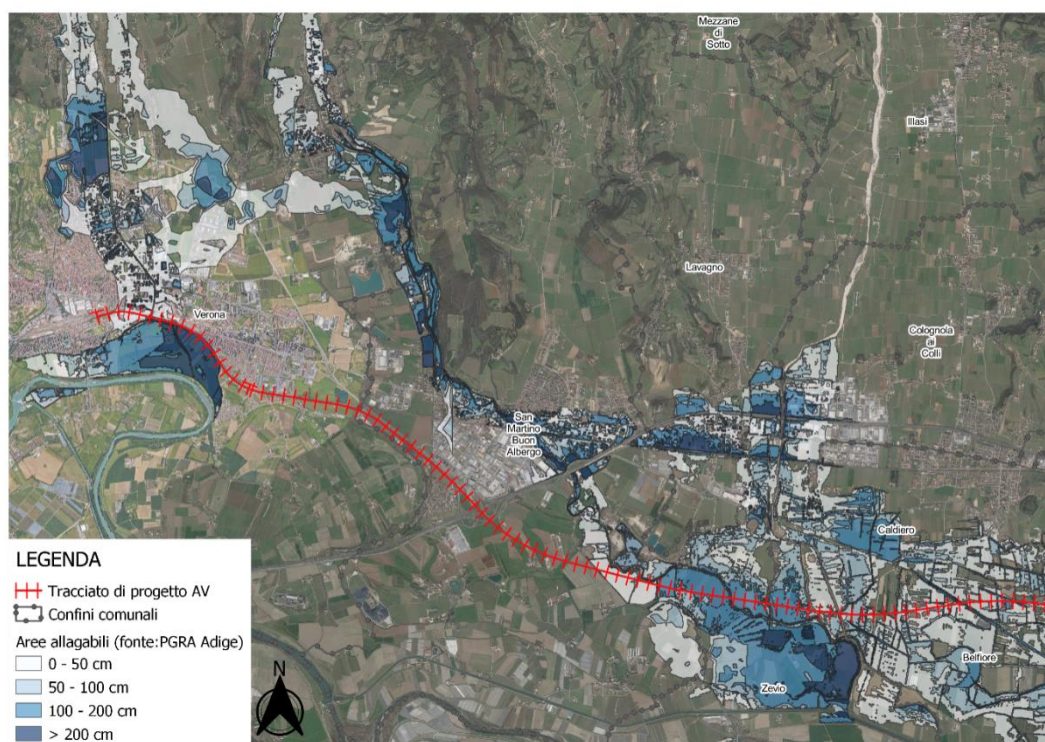 Mezzane
di
Sotto
Illasi
Lavagno
Verona
Colognola
ai
Colli
San
Martino
Buon
Albergo
Caldiero
Belfiore
Zevio
LEGENDA
Tracciato di progetto AV
Confini comunali
Aree allagabili (fonte:PGRA Adige)
0 - 50 cm
50 - 100 cm
100 - 200 cm
> 200 cm
N